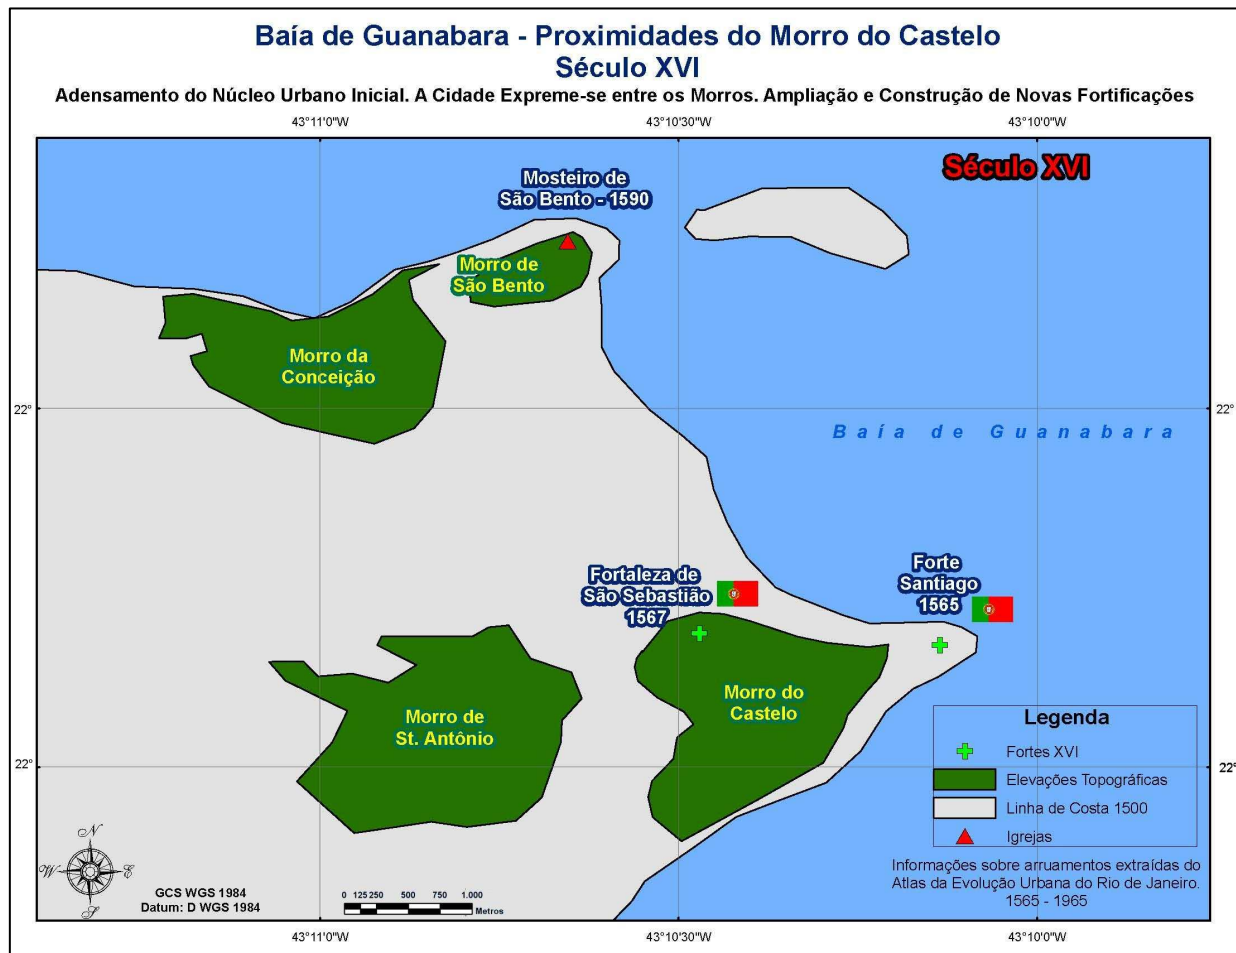 Baía de Guanabara - Proximidades do Morro do Castelo
Século XVI
Adensamento do Núcleo Urbano Inicial. A Cidade Expreme-se entre os Morros. Ampliação e Construção de Novas Fortificações
43°11'0"W
43°10'30"W
43°10'0"W
Século XVI
Mosteiro de
São Bento - 1590
Morro de
São Bento
Morro da
Conceição
22°
22°
Baía de Guanabara
Fortaleza de
São Sebastião
1567
Forte
Santiago
1565
Morro do
Castelo
Morro de
St. Antônio
Legenda
Fortes XVI
Elevações Topográficas
Linha de Costa 1500
Igrejas
22°
22°
Informações sobre arruamentos extraídas do
Atlas da Evolução Urbana do Rio de Janeiro.
1565 - 1965
N
W
E
S
GCS WGS 1984
Datum: D WGS 1984
0 125 250 500 750 1.000
Metros
43°11'0"W
43°10'30"W
43°10'0"W